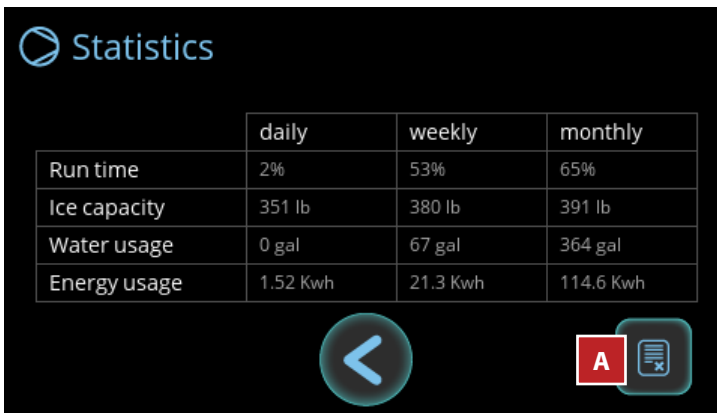 Statistics
daily weekly monthly
Run time 2% 53% 65%
Ice capacity 351 lb 380 lb 391 lb
Water usage 0 gal 67 gal 364 gal
Energy usage 1.52 Kwh 21.3 Kwh 114.6 Kwh
A